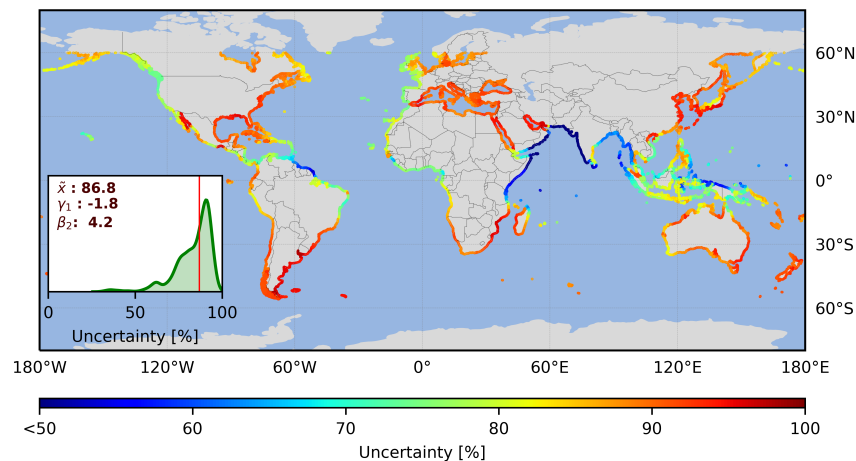 60°N
30°N
0°
30°S
60°S
x̃ : 86.8
γ₁ : -1.8
β₂: 4.2
0 50 100
Uncertainty [%]
180°W 120°W 60°W 0° 60°E 120°E 180°E
<50 60 70 80 90 100
Uncertainty [%]